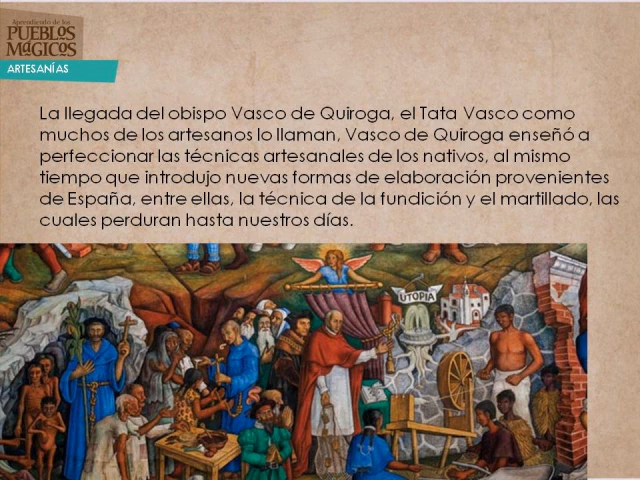 Aprendiendo de los
PUEBLOS
MáGICOS
ARTESANÍAS
La llegada del obispo Vasco de Quiroga, el Tata Vasco como
muchos de los artesanos lo llaman, Vasco de Quiroga enseñó a
perfeccionar las técnicas artesanales de los nativos, al mismo
tiempo que introdujo nuevas formas de elaboración provenientes
de España, entre ellas, la técnica de la fundición y el martillado, las
cuales perduran hasta nuestros días.
UTOPIA